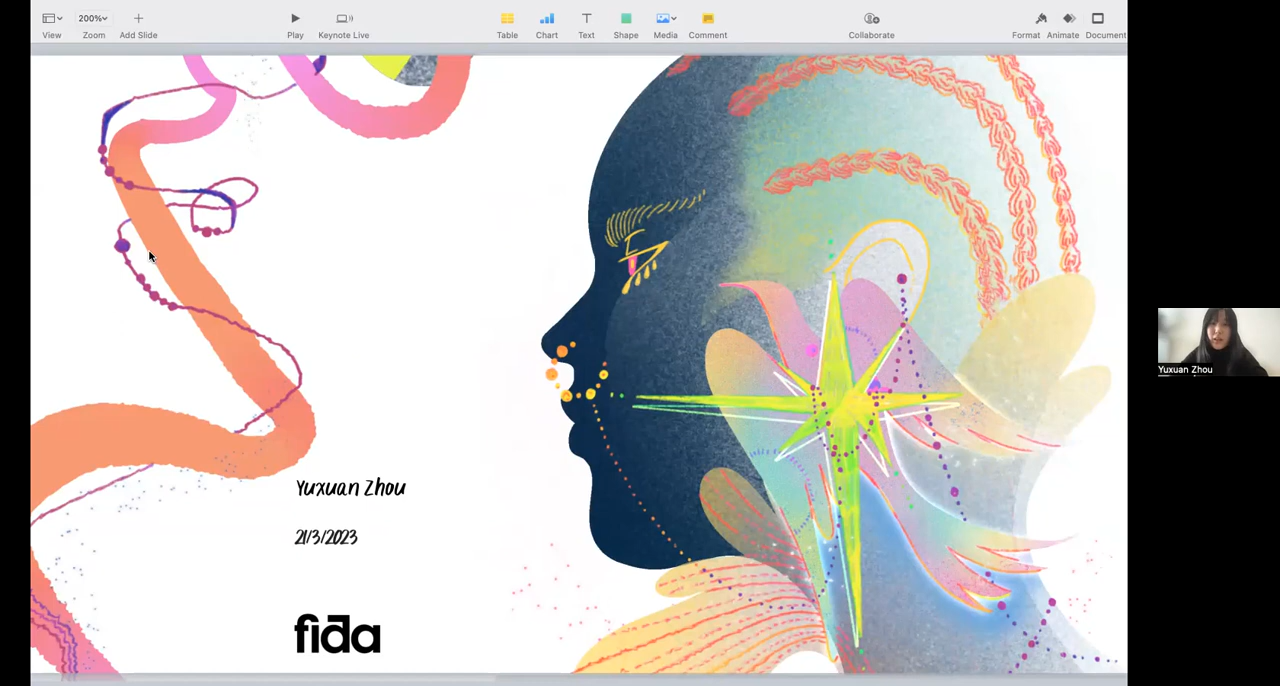 200%
View
Zoom
Add Slide
Play
Keynote Live
Table
Chart
Text
Shape
Media
Comment
Collaborate
Format
Animate
Document
Yuxuan Zhou
21/3/2023
fida
Yuxuan Zhou